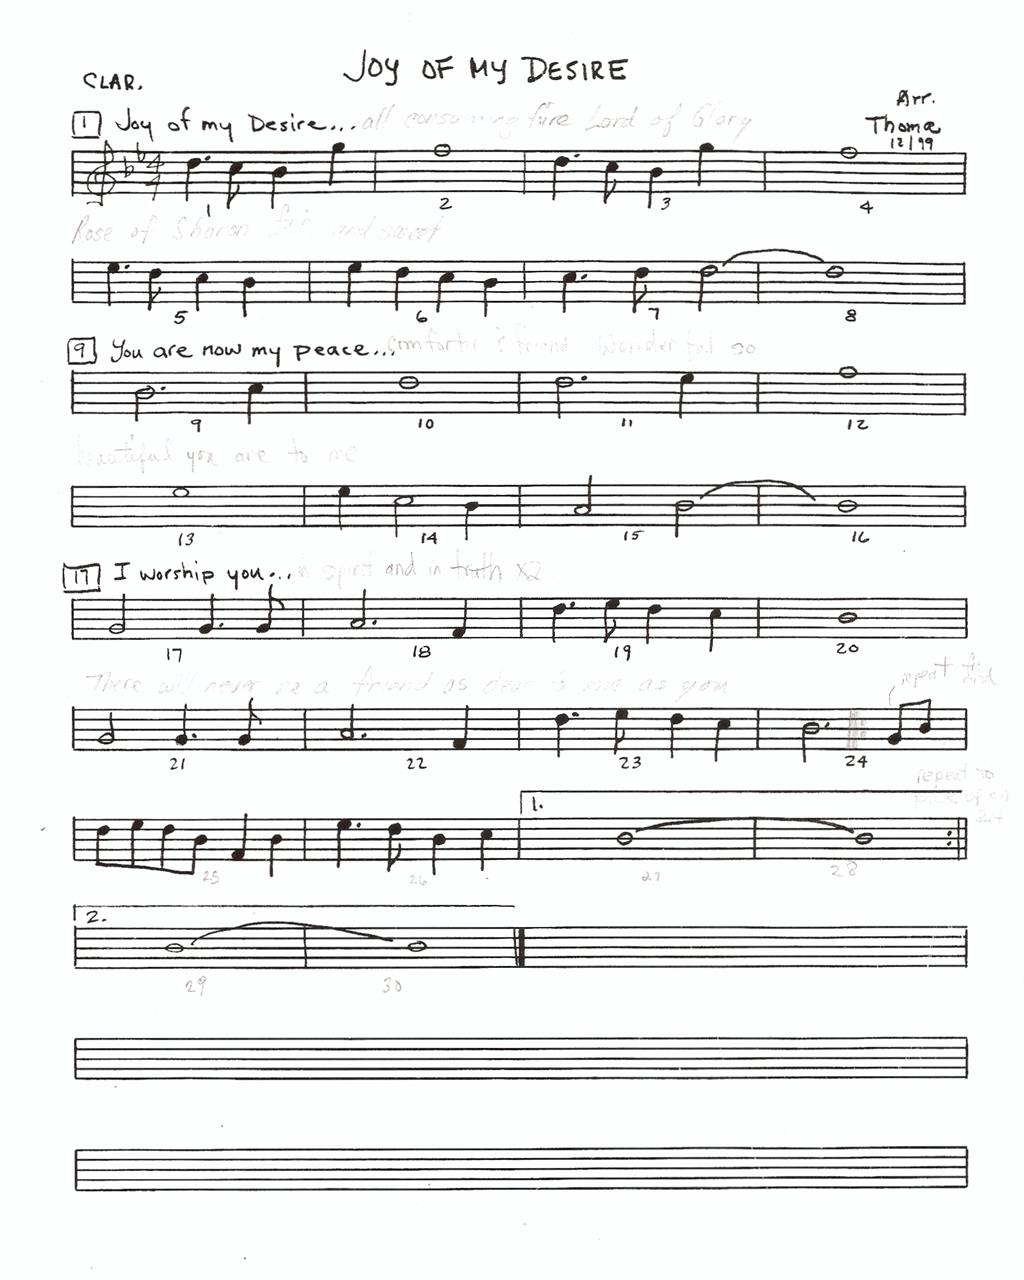 JOY OF MY DESIRE
CLAR.
Arr.
Thomæ
12/99
1 Joy of my Desire... all consuming fire Lord of Glory
4
4
1 2 3 4
Rose of Sharon fair and sweet
5 6 7 8
9 You are now my peace... comforter & friend Wonderful so
9 10 11 12
beautiful you are to me
13 14 15 16
17 I worship you... in spirit and in truth x2
17 18 19 20
There will never be a friend as dear to me as you
repeat to
end
21 22 23 24
repeat to
pick up on
24
1.
25 26 27 28
2.
29 30